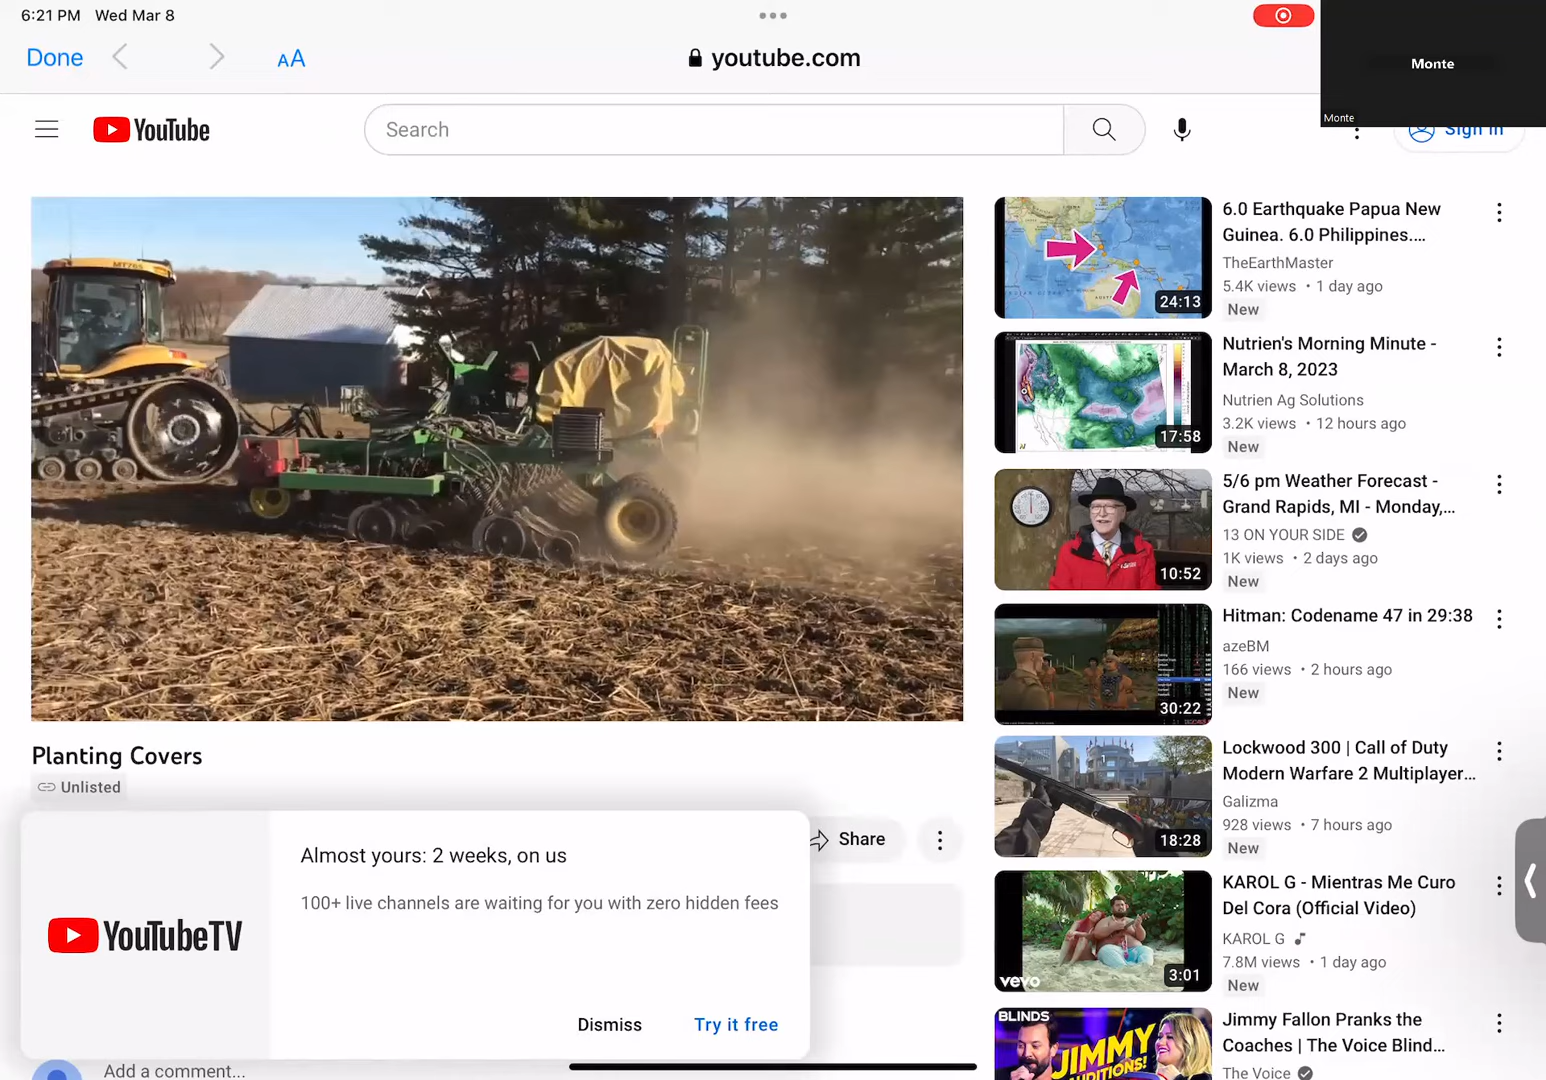 6:21 PM Wed Mar 8
Done
AA
youtube.com
Monte
Monte
YouTube
Search
Sign in
MT765
Planting Covers
Unlisted
Share
YouTubeTV
Almost yours: 2 weeks, on us
100+ live channels are waiting for you with zero hidden fees
Dismiss
Try it free
Add a comment...
24:13
6.0 Earthquake Papua New
Guinea. 6.0 Philippines....
TheEarthMaster
5.4K views • 1 day ago
New
17:58
Nutrien's Morning Minute -
March 8, 2023
Nutrien Ag Solutions
3.2K views • 12 hours ago
New
10:52
5/6 pm Weather Forecast -
Grand Rapids, MI - Monday,...
13 ON YOUR SIDE
1K views • 2 days ago
New
30:22
Hitman: Codename 47 in 29:38
azeBM
166 views • 2 hours ago
New
18:28
Lockwood 300 | Call of Duty
Modern Warfare 2 Multiplayer...
Galizma
928 views • 7 hours ago
New
vevo
3:01
KAROL G - Mientras Me Curo
Del Cora (Official Video)
KAROL G
7.8M views • 1 day ago
New
BLINDS
JIMMY
AUDITIONS!
Jimmy Fallon Pranks the
Coaches | The Voice Blind...
The Voice